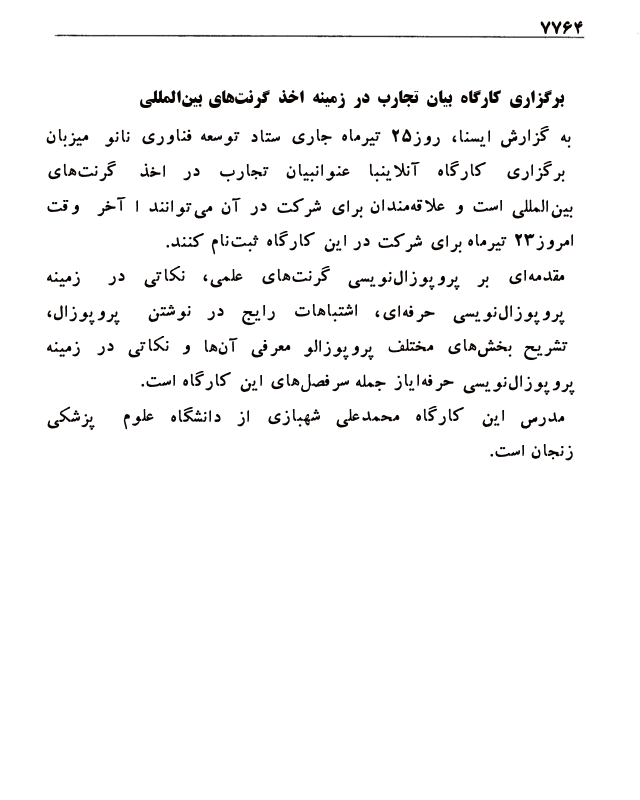 ۷۷۶۴
برگزاری کارگاه بیان تجارب در زمینه اخذ گرنت‌های بین‌المللی
به گزارش ایسنا، روز۲۵ تیرماه جاری ستاد توسعه فناوری نانو میزبان
برگزاری کارگاه آنلاینبا عنوانبیان تجارب در اخذ گرنت‌های
بین‌المللی است و علاقه‌مندان برای شرکت در آن می‌توانند ا آخر وقت
امروز۲۳ تیرماه برای شرکت در این کارگاه ثبت‌نام کنند.
مقدمه‌ای بر پروپوزال‌نویسی گرنت‌های علمی، نکاتی در زمینه
پروپوزال‌نویسی حرفه‌ای، اشتباهات رایج در نوشتن پروپوزال،
تشریح بخش‌های مختلف پروپوزالو معرفی آن‌ها و نکاتی در زمینه
پروپوزال‌نویسی حرفه‌ایاز جمله سرفصل‌های این کارگاه است.
مدرس این کارگاه محمدعلی شهبازی از دانشگاه علوم پزشکی
زنجان است.